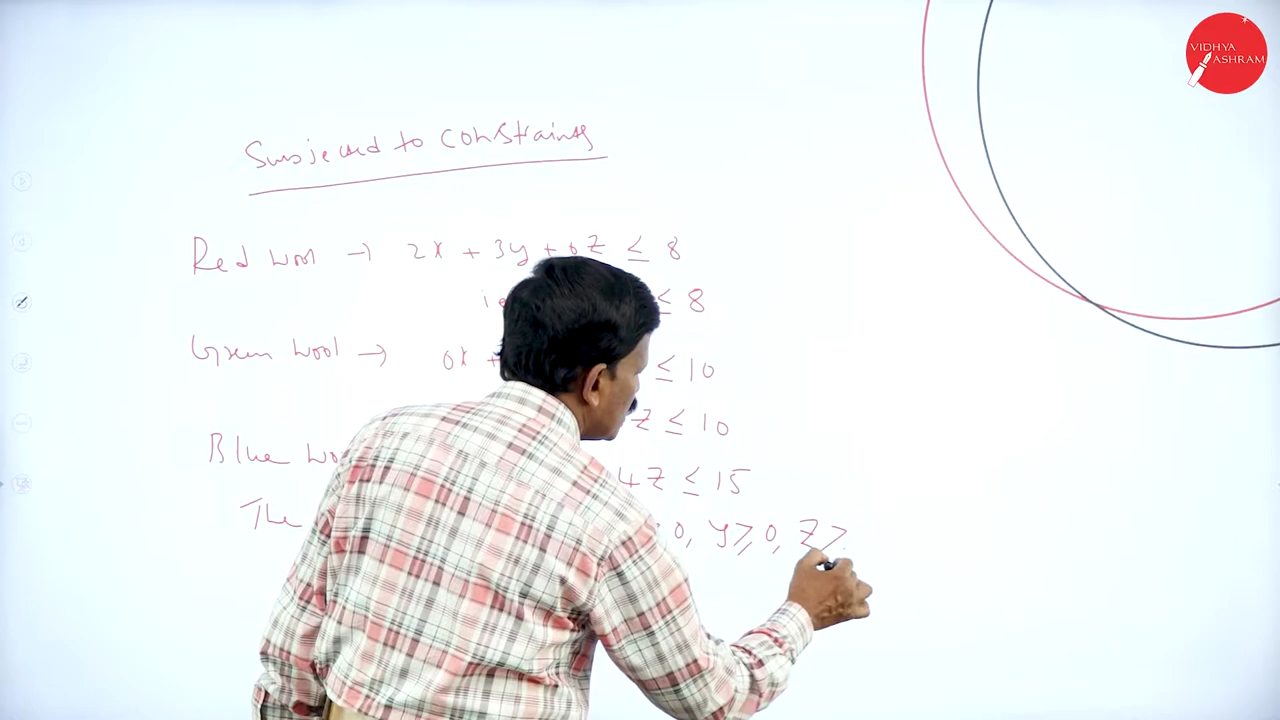 VIDHYA
ASHRAM
Subjected to constraints
Red wool → 2x + 3y + 0z ≤ 8
ie ≤ 8
Green wool → 0x + ≤ 10
z ≤ 10
Blue 4z ≤ 15
The 0, y ≥ 0, z ≥